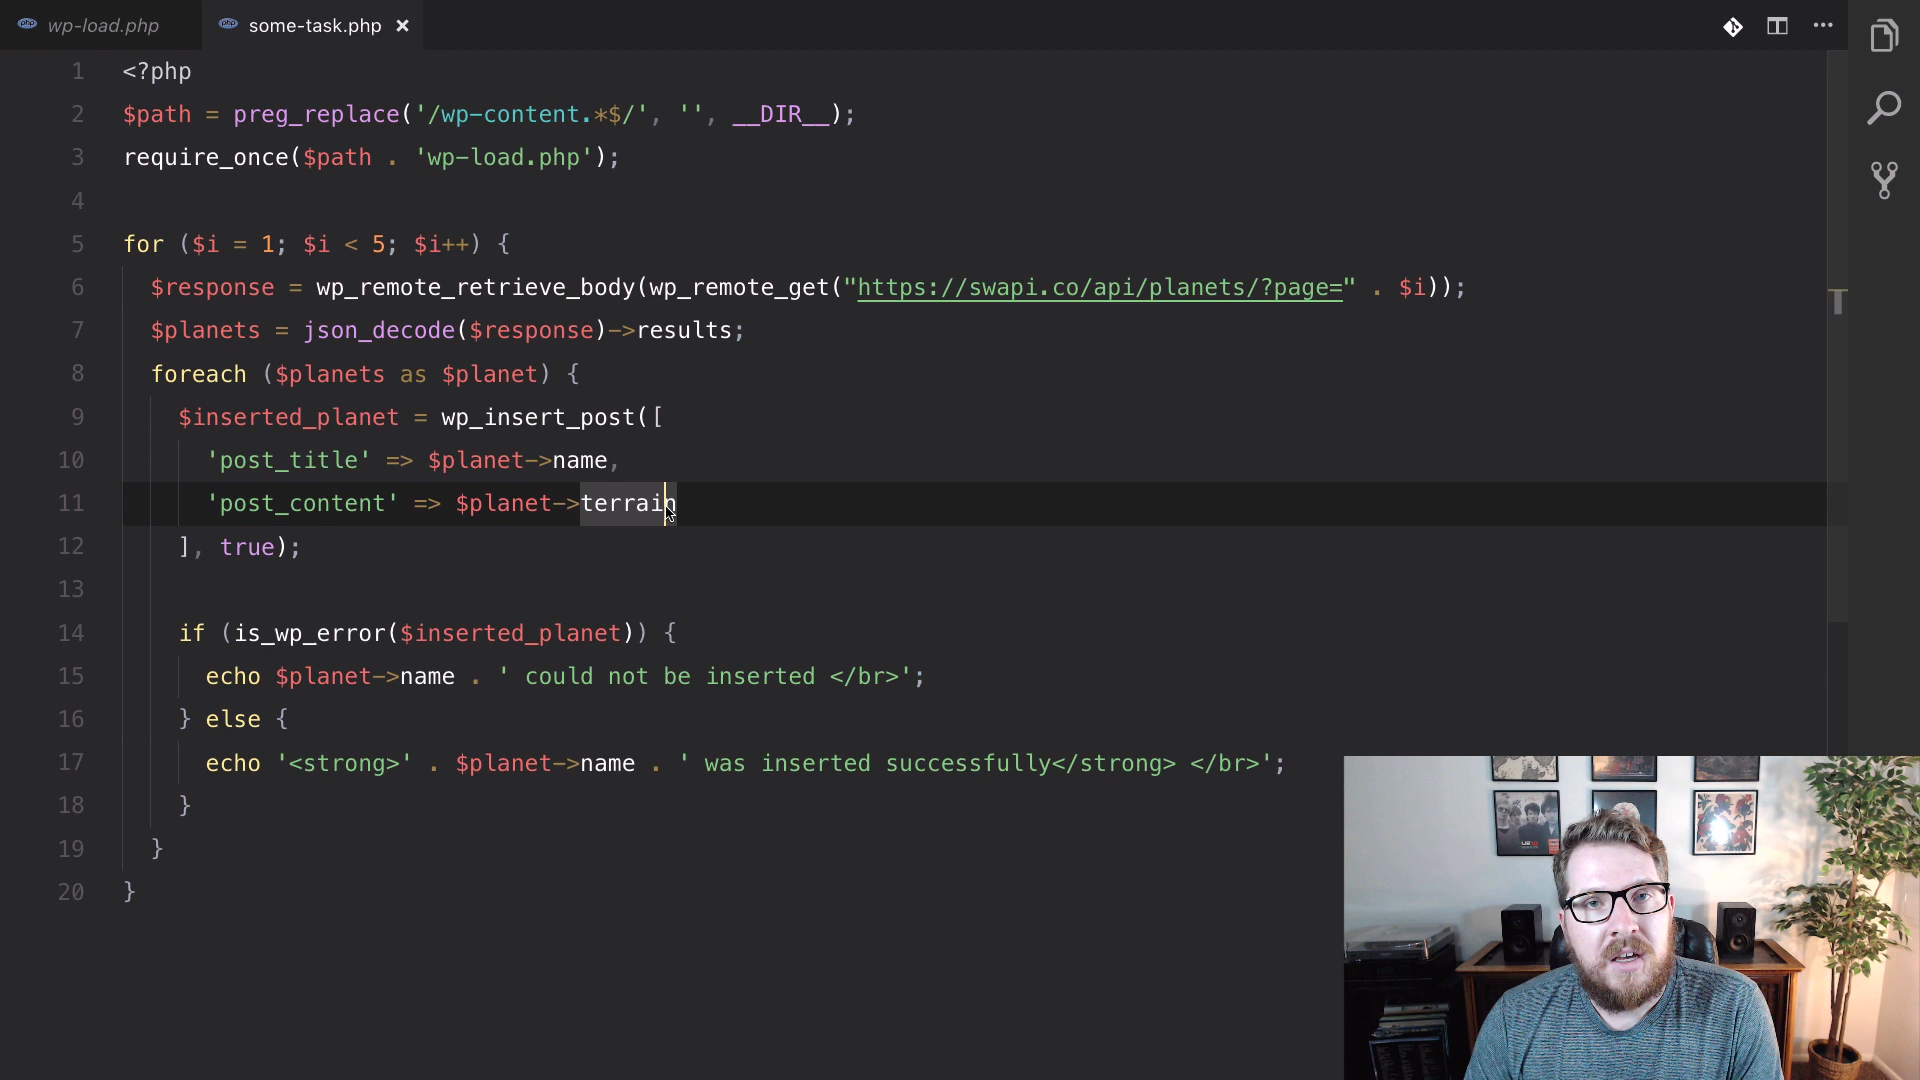 wp-load.php
some-task.php
1 <?php
2 $path = preg_replace('/wp-content.*$/', '', __DIR__);
3 require_once($path . 'wp-load.php');
4
5 for ($i = 1; $i < 5; $i++) {
6 $response = wp_remote_retrieve_body(wp_remote_get("https://swapi.co/api/planets/?page=" . $i));
7 $planets = json_decode($response)->results;
8 foreach ($planets as $planet) {
9 $inserted_planet = wp_insert_post([
10 'post_title' => $planet->name,
11 'post_content' => $planet->terrain
12 ], true);
13
14 if (is_wp_error($inserted_planet)) {
15 echo $planet->name . ' could not be inserted </br>';
16 } else {
17 echo '<strong>' . $planet->name . ' was inserted successfully</strong> </br>';
18 }
19 }
20 }